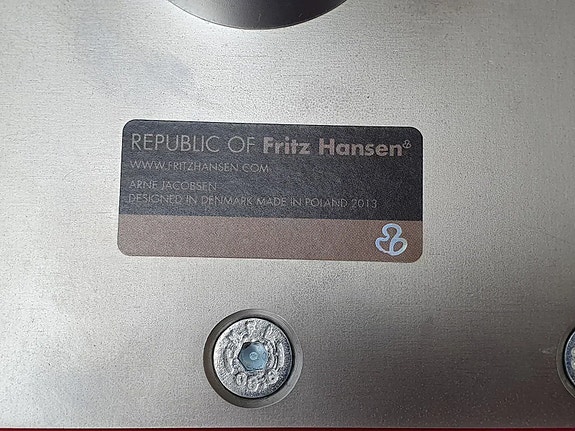 REPUBLIC OF Fritz Hansen®
WWW.FRITZHANSEN.COM
ARNE JACOBSEN
DESIGNED IN DENMARK MADE IN POLAND 2013